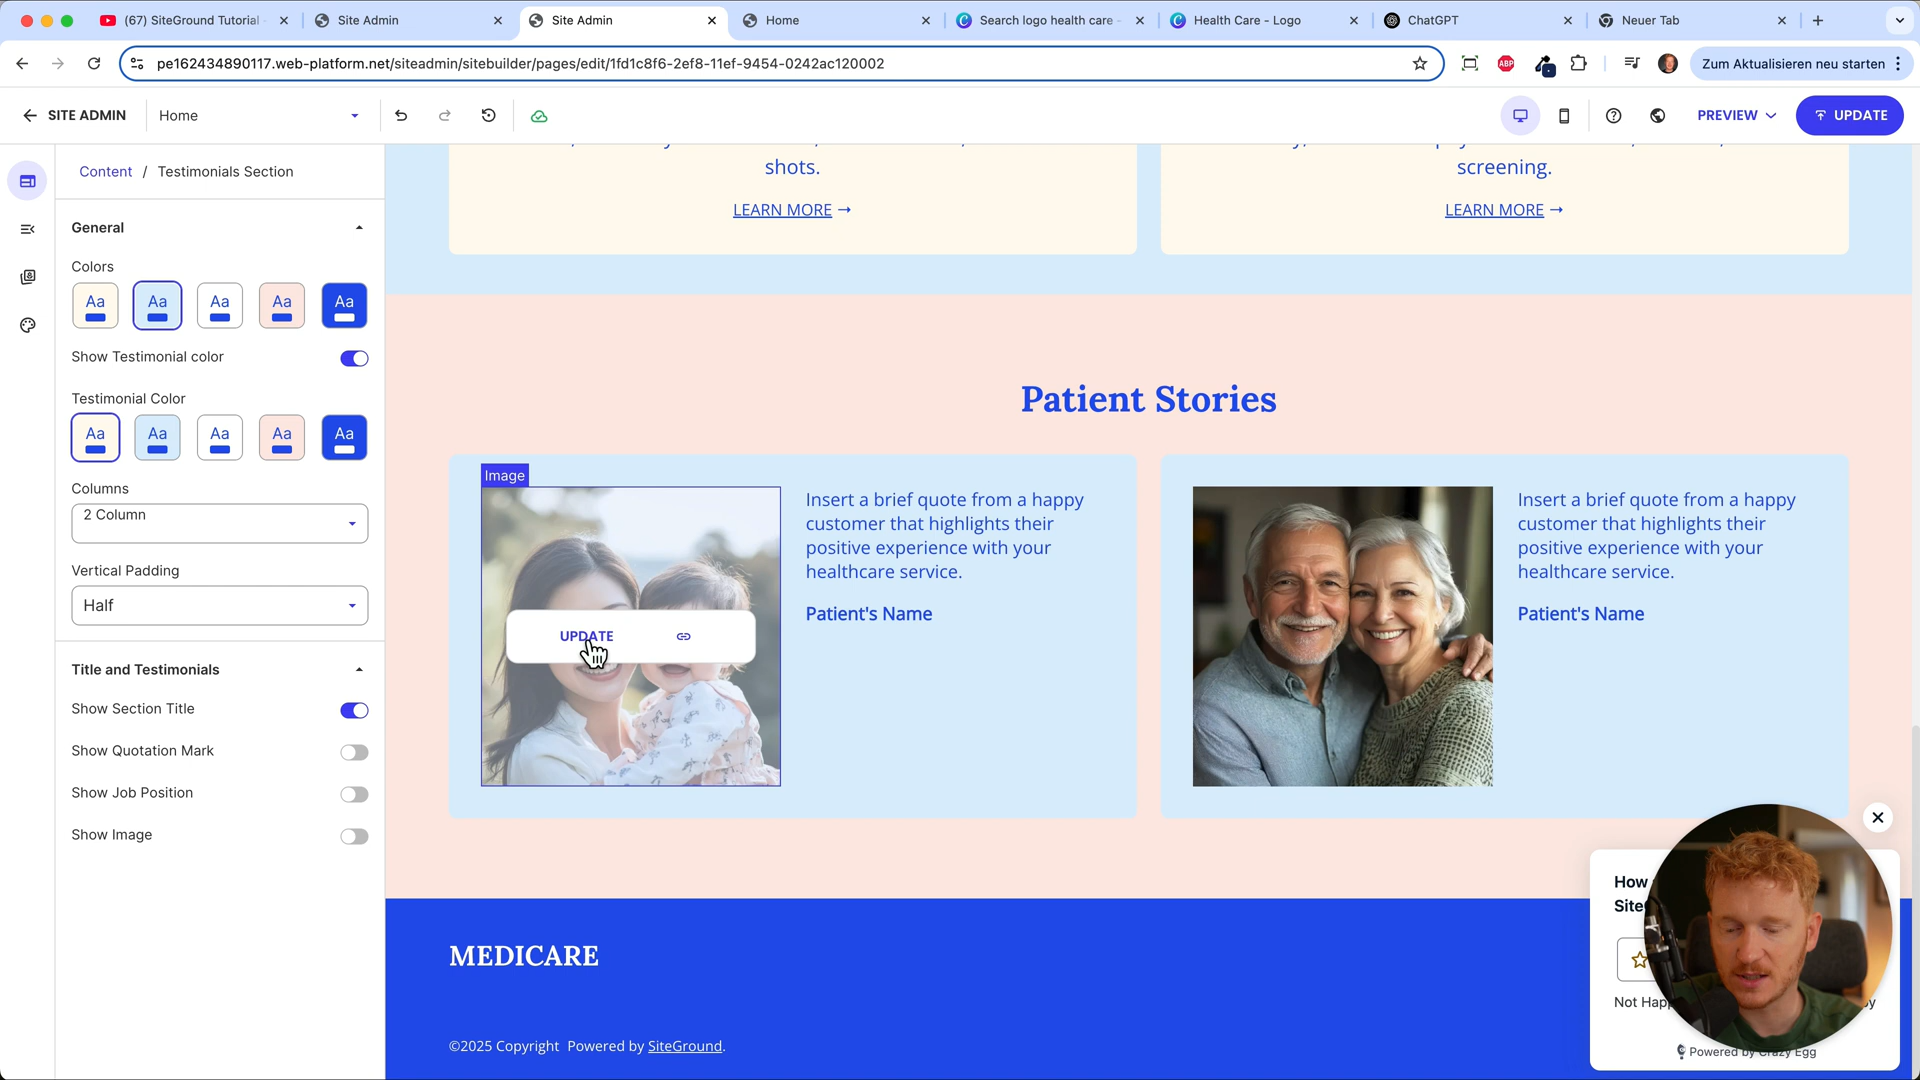 (67) SiteGround Tutorial
Site Admin
Site Admin
Home
Search logo health care -
Health Care - Logo
ChatGPT
Neuer Tab
pe162434890117.web-platform.net/siteadmin/sitebuilder/pages/edit/1fd1c8f6-2ef8-11ef-9454-0242ac120002
ABP
Zum Aktualisieren neu starten
SITE ADMIN
Home
PREVIEW
UPDATE
Content / Testimonials Section
General
Colors
Aa Aa Aa Aa Aa
Show Testimonial color
Testimonial Color
Aa Aa Aa Aa Aa
Columns
2 Column
Vertical Padding
Half
Title and Testimonials
Show Section Title
Show Quotation Mark
Show Job Position
Show Image
shots.
LEARN MORE →
screening.
LEARN MORE →
Patient Stories
Image
UPDATE
Insert a brief quote from a happy
customer that highlights their
positive experience with your
healthcare service.
Patient's Name
Insert a brief quote from a happy
customer that highlights their
positive experience with your
healthcare service.
Patient's Name
MEDICARE
©2025 Copyright Powered by SiteGround.
How
Site
Not Hap
Powered by Crazy Egg